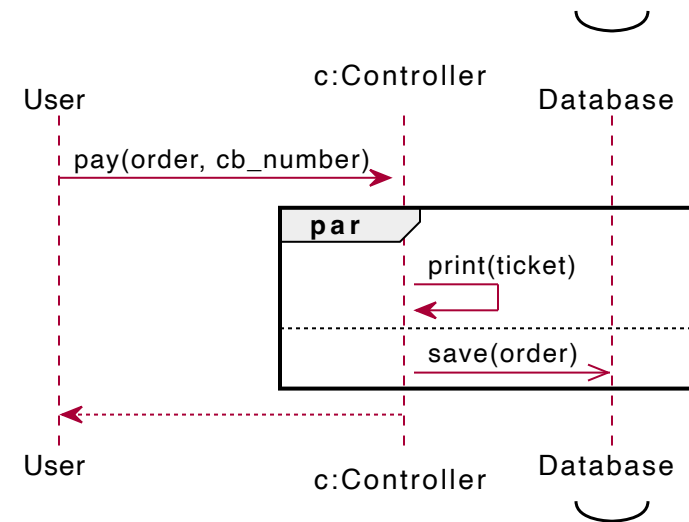 c:Controller
User
Database
pay(order, cb_number)
par
print(ticket)
save(order)
User
Database
c:Controller